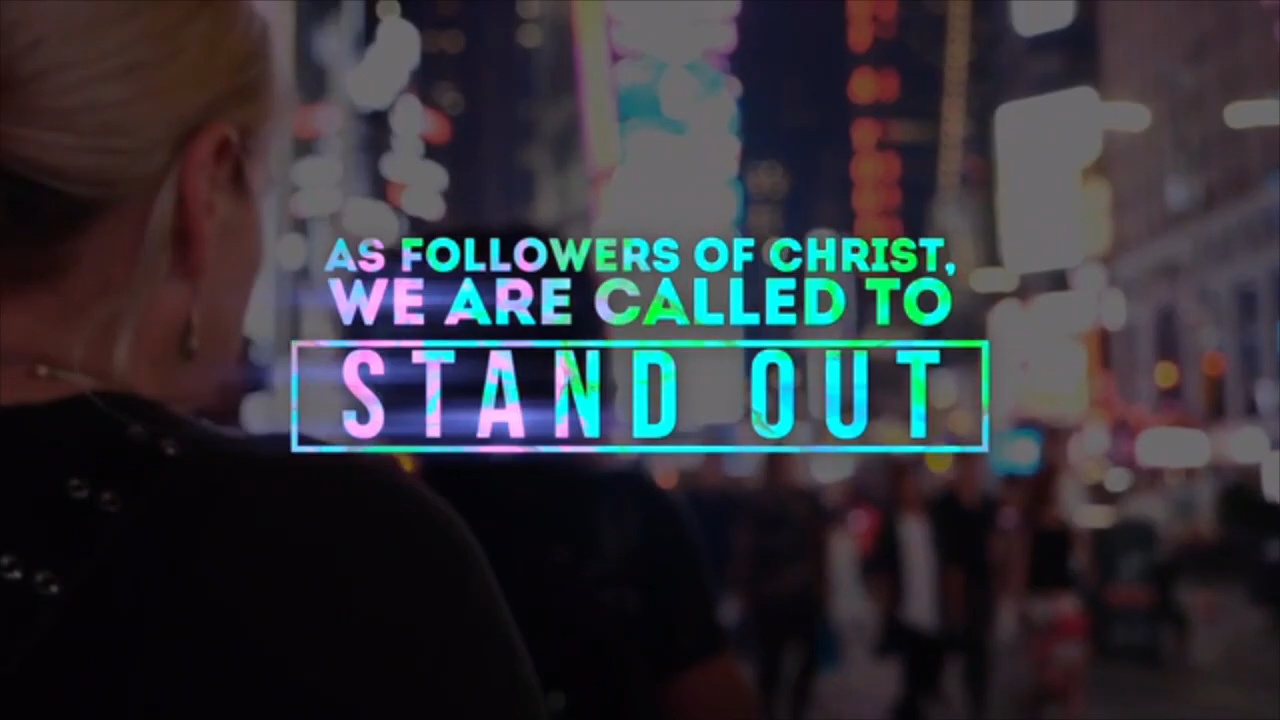 AS FOLLOWERS OF CHRIST,
WE ARE CALLED TO
STAND OUT